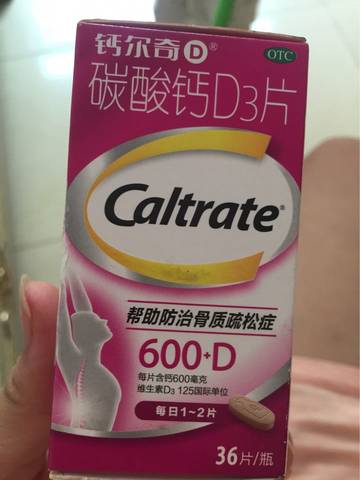 钙尔奇D®
OTC
碳酸钙D3片
Caltrate®
帮助防治骨质疏松症
600+D
每片含钙600毫克
维生素D3 125国际单位
每日1~2片
36片/瓶